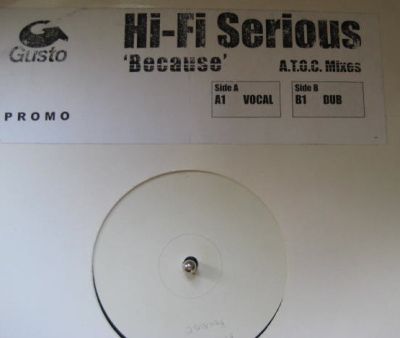 Gusto
Hi-Fi Serious
'Because'
A.T.O.C. Mixes
Side A
A1 VOCAL
Side B
B1 DUB
PROMO